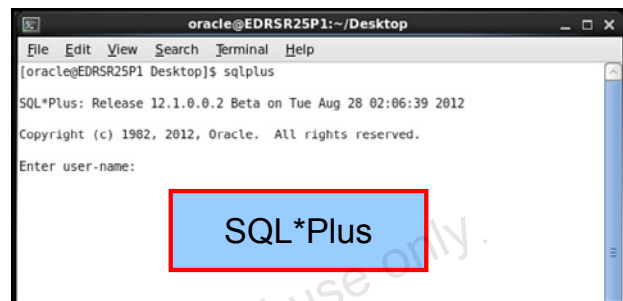 oracle@EDRSR25P1:~/Desktop
File Edit View Search Terminal Help
[oracle@EDRSR25P1 Desktop]$ sqlplus
SQL*Plus: Release 12.1.0.0.2 Beta on Tue Aug 28 02:06:39 2012
Copyright (c) 1982, 2012, Oracle. All rights reserved.
Enter user-name:
SQL*Plus
use only.